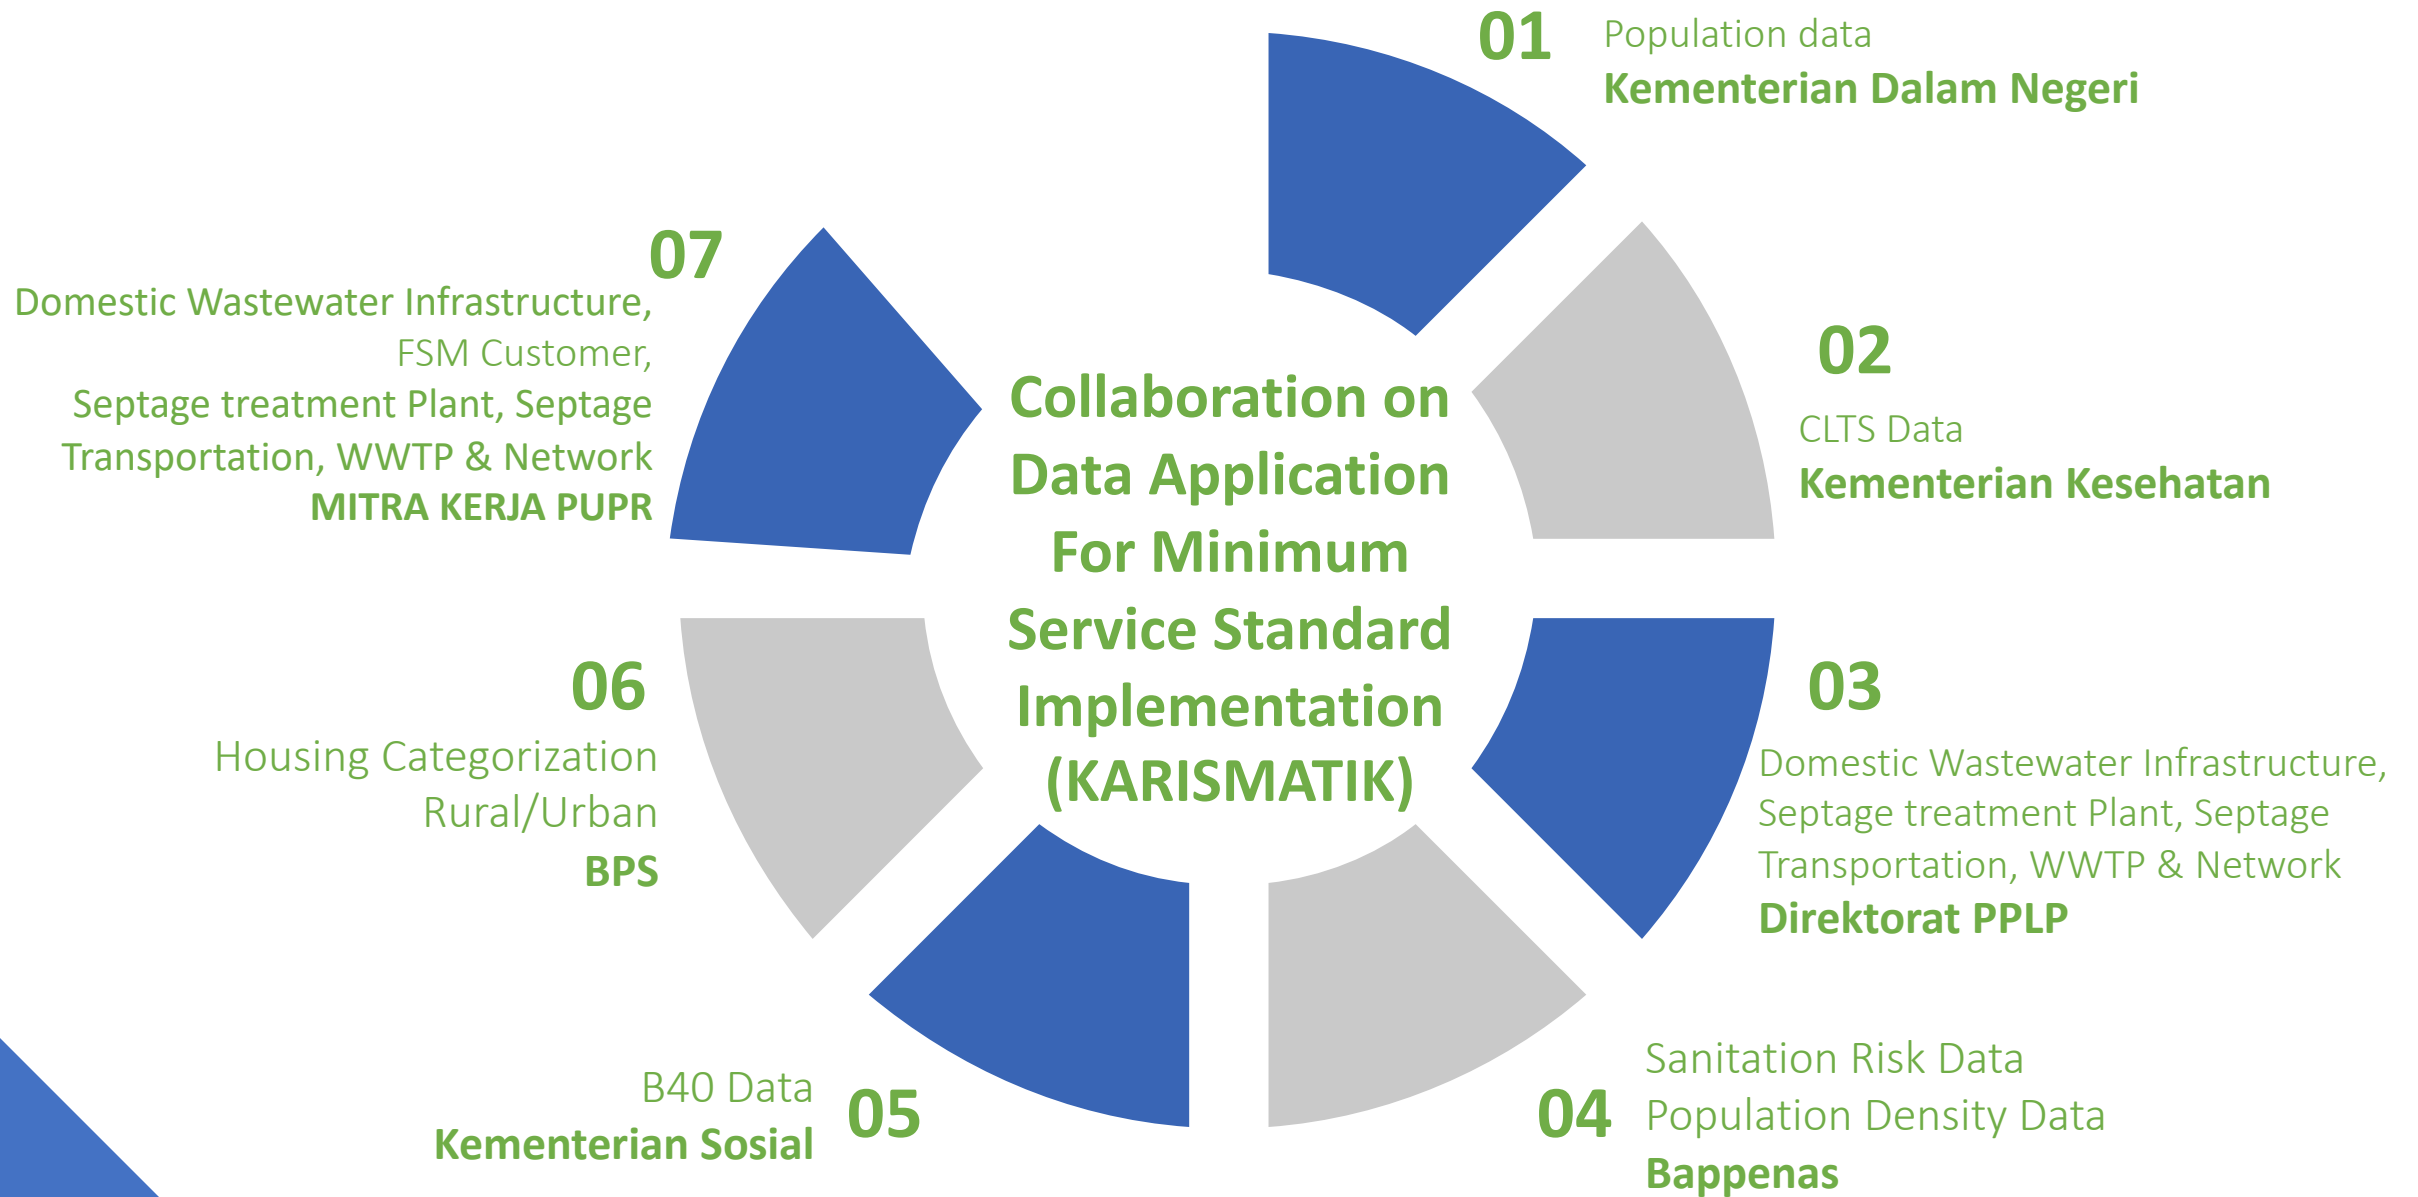 Collaboration on
Data Application
For Minimum
Service Standard
Implementation
(KARISMATIK)
01
Population data
Kementerian Dalam Negeri
02
CLTS Data
Kementerian Kesehatan
03
Domestic Wastewater Infrastructure,
Septage treatment Plant, Septage
Transportation, WWTP & Network
Direktorat PPLP
04
Sanitation Risk Data
Population Density Data
Bappenas
05
B40 Data
Kementerian Sosial
06
Housing Categorization
Rural/Urban
BPS
07
Domestic Wastewater Infrastructure,
FSM Customer,
Septage treatment Plant, Septage
Transportation, WWTP & Network
MITRA KERJA PUPR